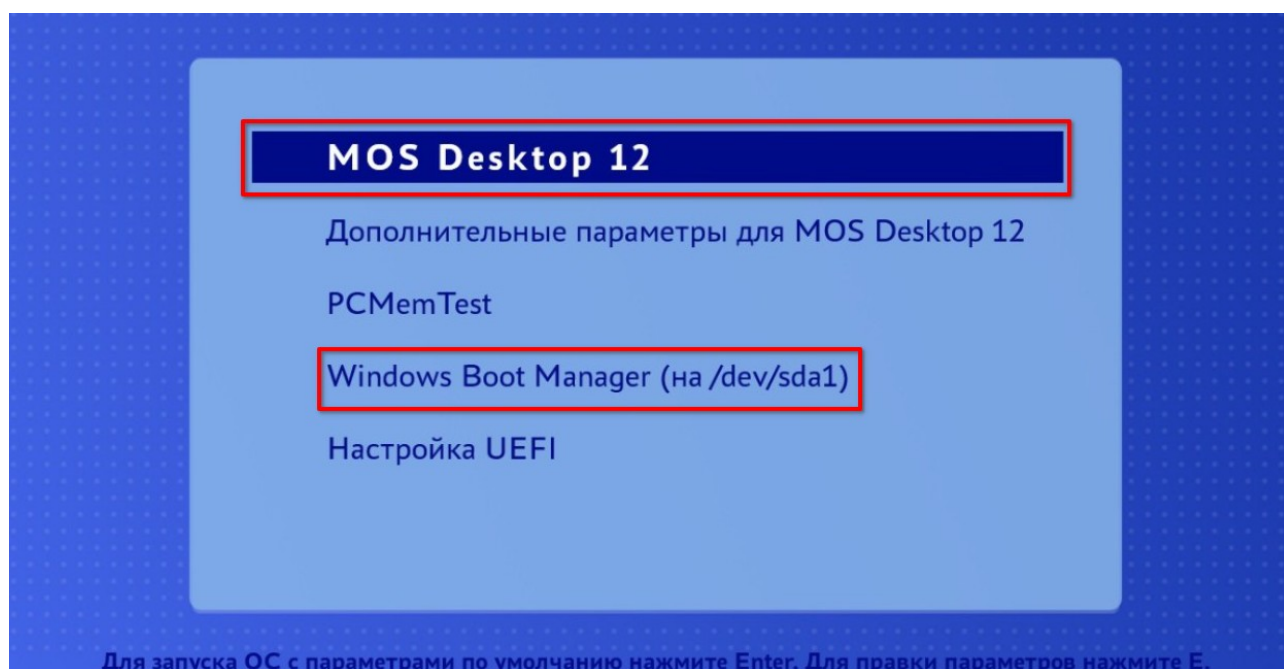 MOS Desktop 12
Дополнительные параметры для MOS Desktop 12
PCMemTest
Windows Boot Manager (на /dev/sda1)
Настройка UEFI
Для запуска ОС с параметрами по умолчанию нажмите Enter. Для правки параметров нажмите E